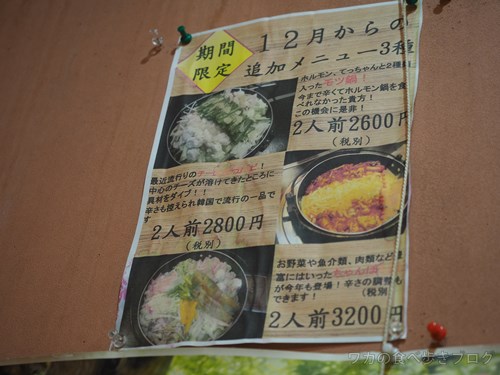 期間
限定
12月からの
追加メニュー3種
ホルモン、てっちゃんと2種
入ったモツ鍋!
今まで辛くてホルモン鍋を食
べれなかった貴方!
この機会に是非!
2人前2600円
(税別)
最近流行りの
中心のチーズが溶けてきたところに
具材をダイブ!!
辛さも控えられ韓国で流行の一品で
す
2人前2800円
(税別)
お野菜や魚介類、肉類など
富にはいった
が今年も登場!辛さの調整も
できます!
(税別)
2人前3200円
ワカの食べ歩きブログ